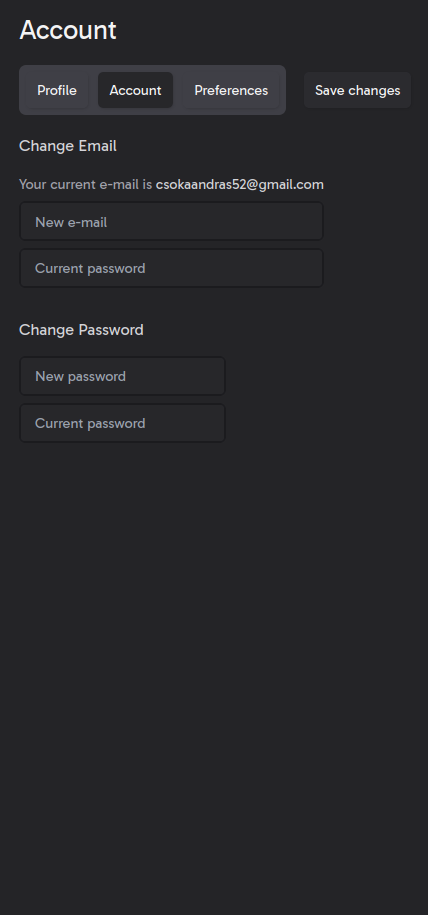 Account
Profile Account Preferences Save changes
Change Email
Your current e-mail is csokaandras52@gmail.com
New e-mail
Current password
Change Password
New password
Current password